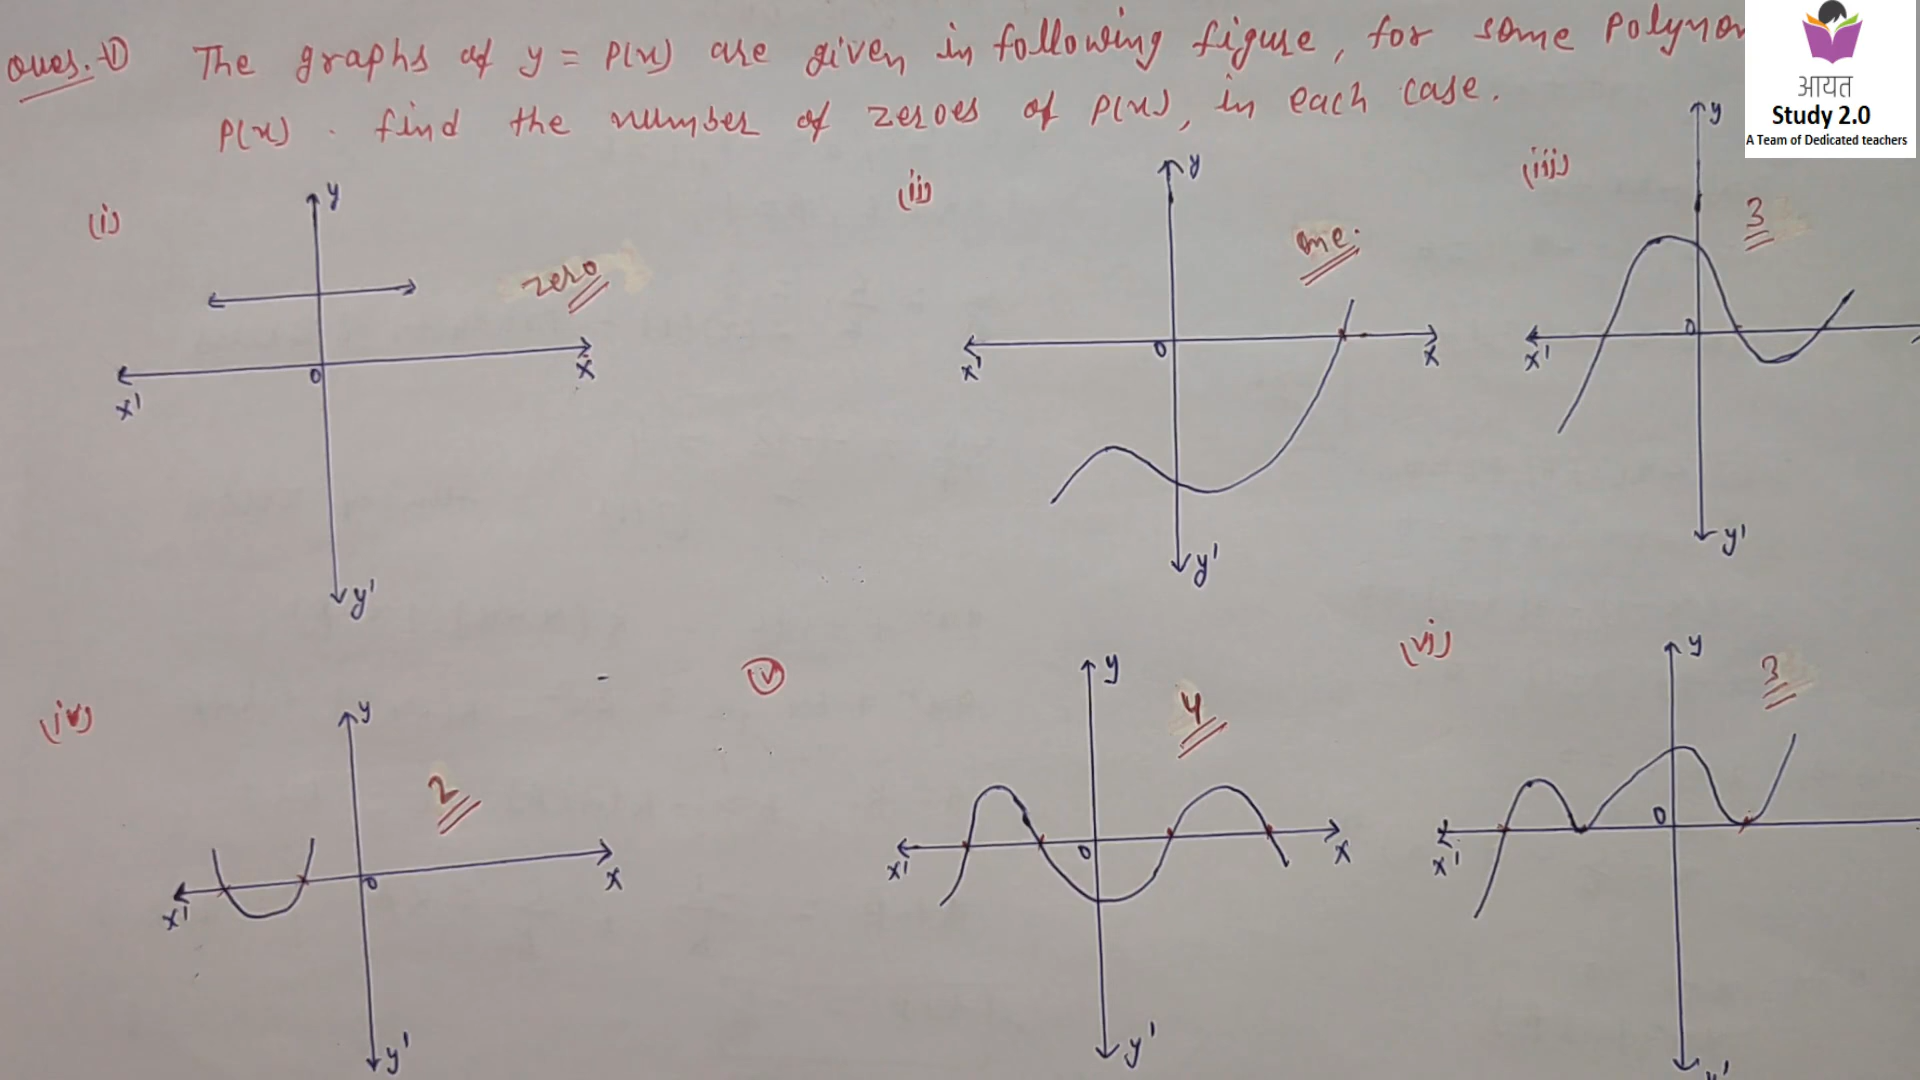 Ques.-1) The graphs of y = P(x) are given in following figure, for some Polynom
P(x). find the number of zeroes of P(x), in each case.
आयत
Study 2.0
A Team of Dedicated teachers
(i)
y
zero
x'
0
x
y'
(ii)
y
one.
x'
0
x
y'
(iii)
y
3
x'
0
y'
(iv)
y
2
x'
0
x
y'
(v)
y
4
x'
0
x
y'
(vi)
y
3
x'
0
y'